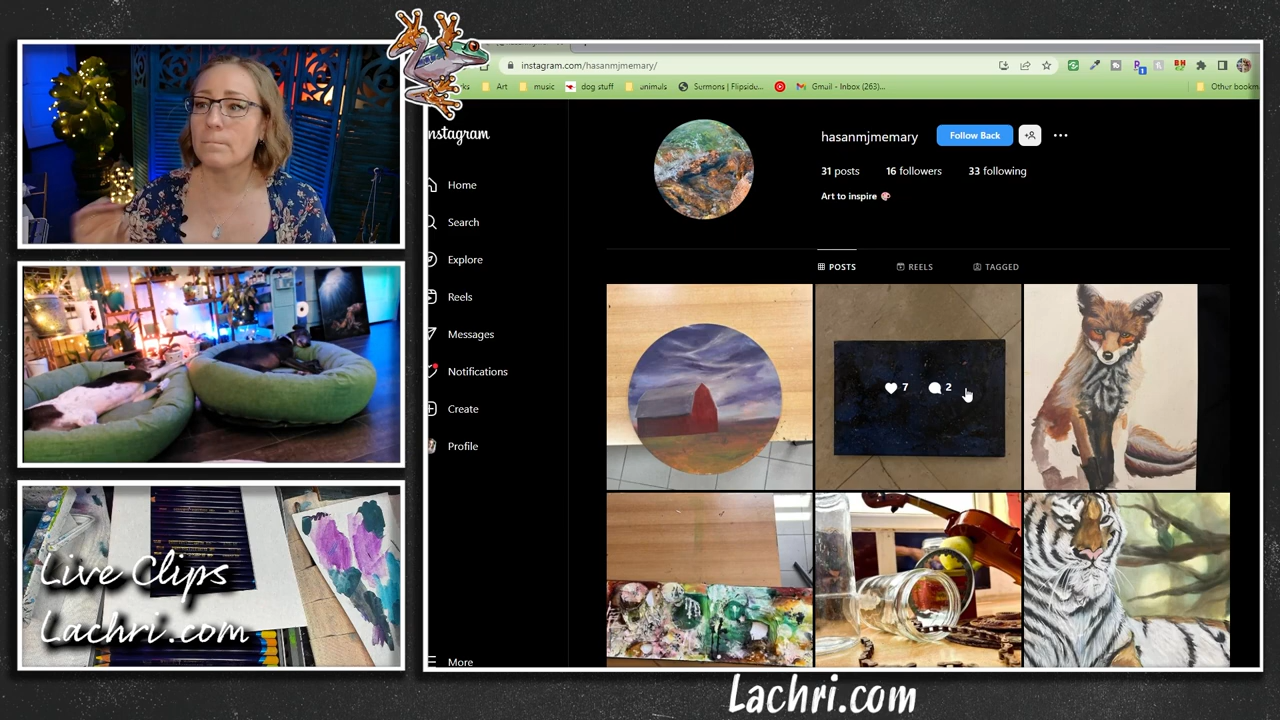 instagram.com/hasanmjmemary/
ks
Art
music
dog stuff
animals
Sermons | Flipside...
Gmail - Inbox (263)...
Other bookm
nstagram
Home
Search
Explore
Reels
Messages
Notifications
Create
Profile
More
hasanmjmemary
Follow Back
31 posts
16 followers
33 following
Art to inspire
POSTS
REELS
TAGGED
7
2
Live Clips
Lachri.com
Lachri.com